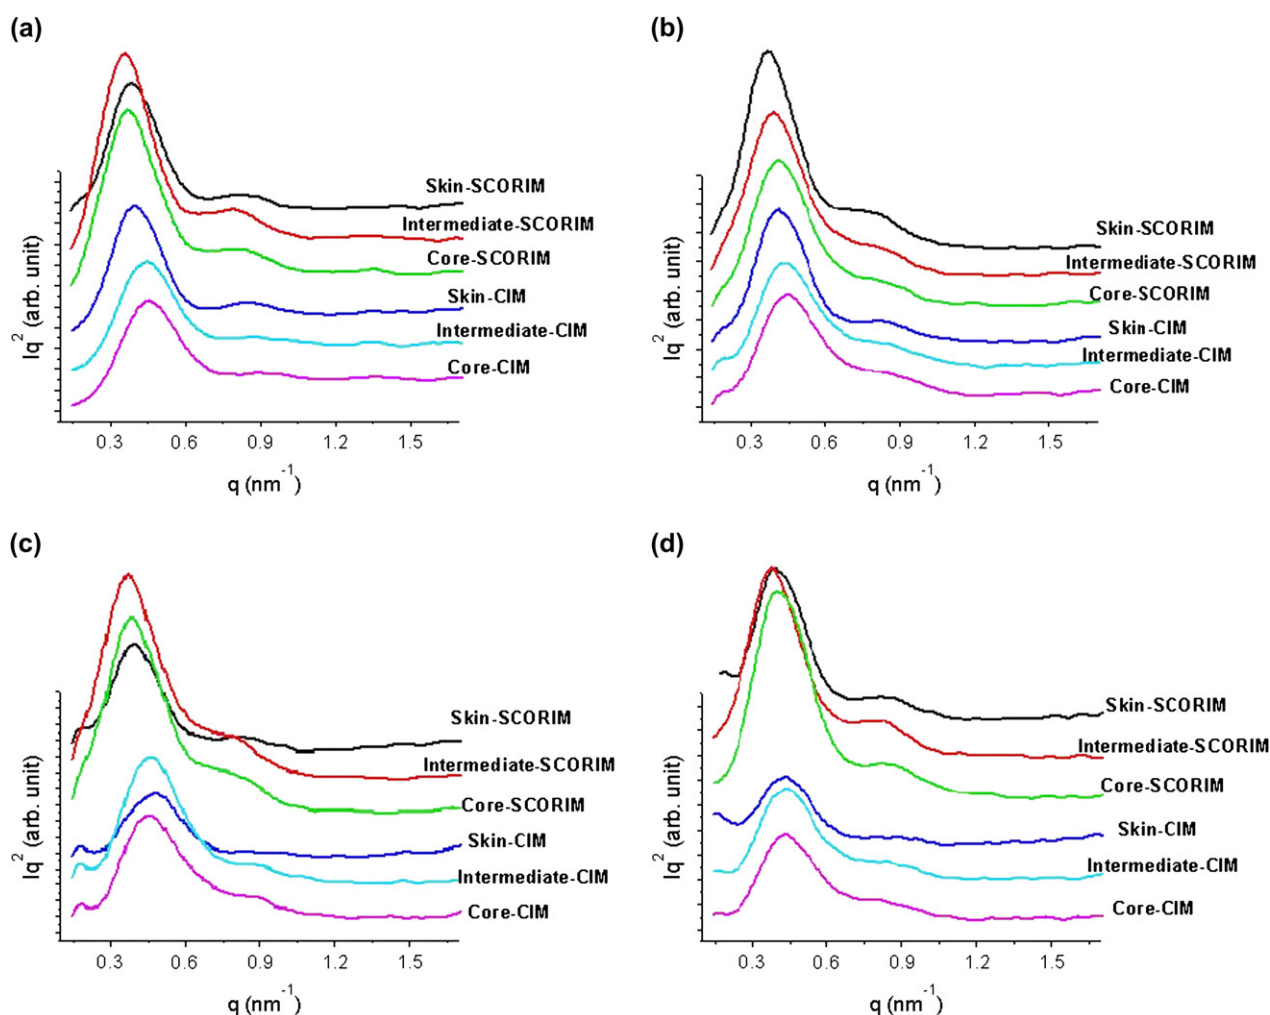 (a)
Iq2 (arb. unit)
Skin-SCORIM
Intermediate-SCORIM
Core-SCORIM
Skin-CIM
Intermediate-CIM
Core-CIM
0.3 0.6 0.9 1.2 1.5
q (nm-1)
(b)
Iq2 (arb. unit)
Skin-SCORIM
Intermediate-SCORIM
Core-SCORIM
Skin-CIM
Intermediate-CIM
Core-CIM
0.3 0.6 0.9 1.2 1.5
q (nm-1)
(c)
Iq2 (arb. unit)
Skin-SCORIM
Intermediate-SCORIM
Core-SCORIM
Skin-CIM
Intermediate-CIM
Core-CIM
0.3 0.6 0.9 1.2 1.5
q (nm-1)
(d)
Iq2 (arb. unit)
Skin-SCORIM
Intermediate-SCORIM
Core-SCORIM
Skin-CIM
Intermediate-CIM
Core-CIM
0.3 0.6 0.9 1.2 1.5
q (nm-1)